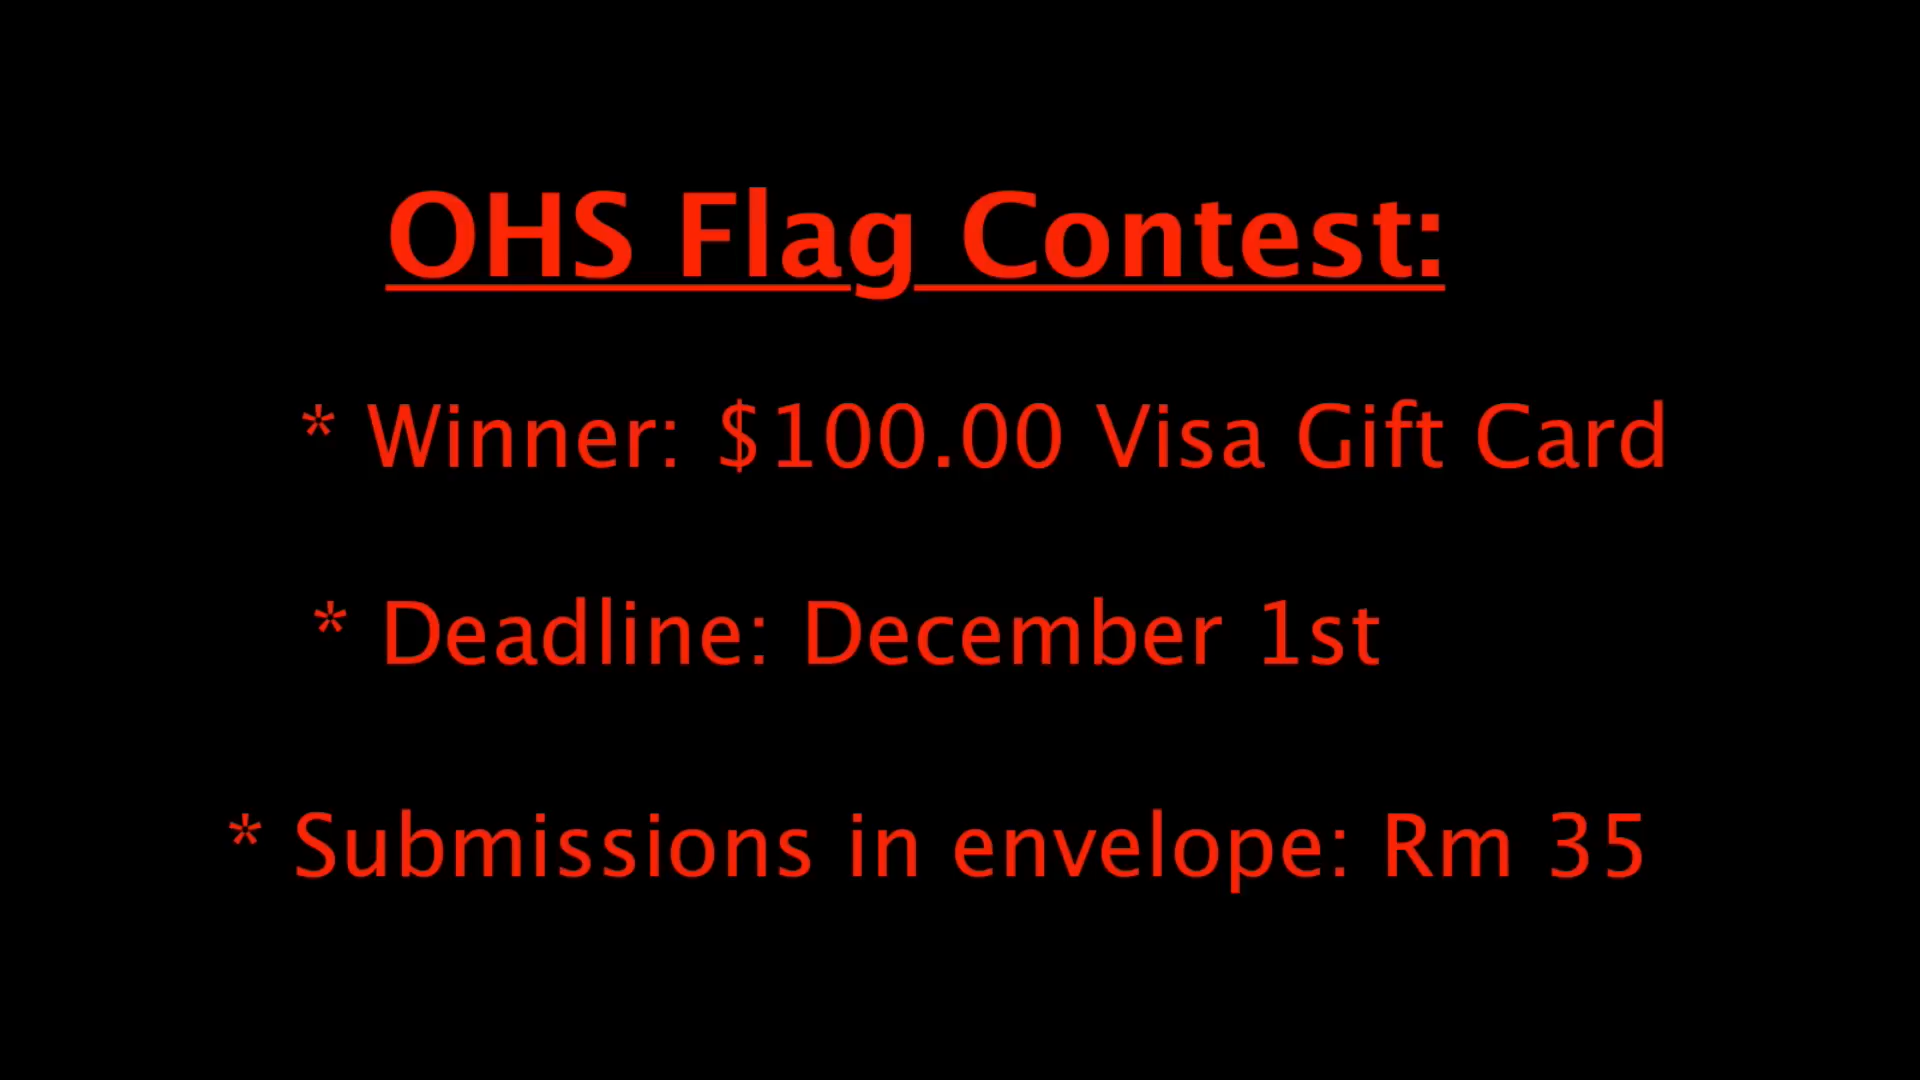 OHS Flag Contest:
* Winner: $100.00 Visa Gift Card
* Deadline: December 1st
* Submissions in envelope: Rm 35